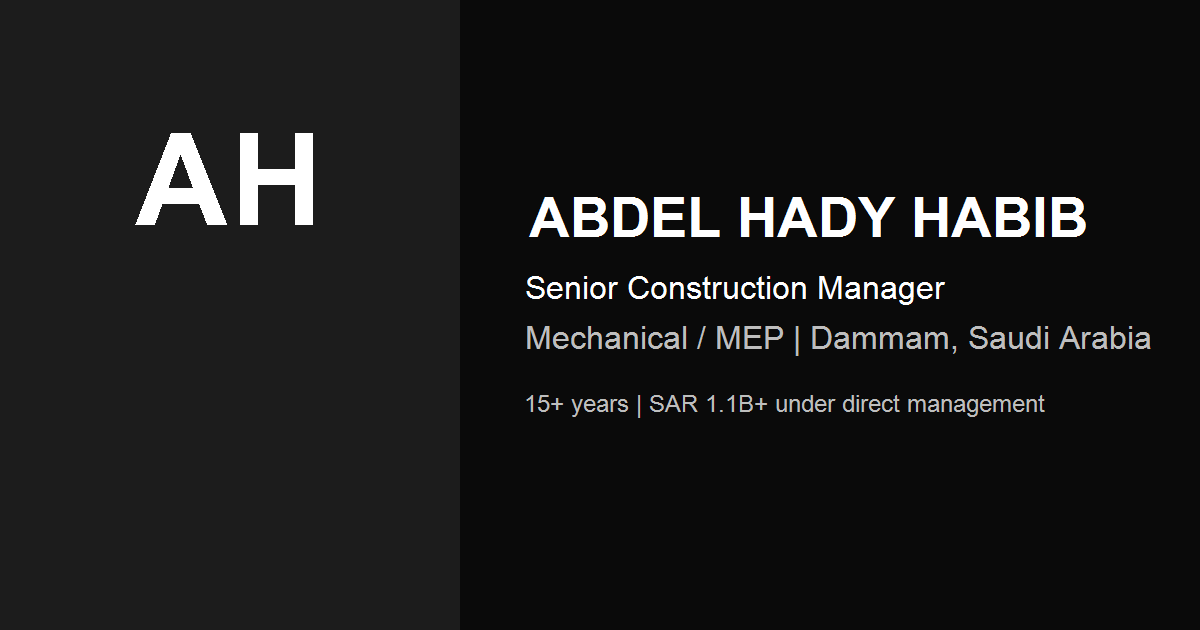 AH
ABDEL HADY HABIB
Senior Construction Manager
Mechanical / MEP | Dammam, Saudi Arabia
15+ years | SAR 1.1B+ under direct management